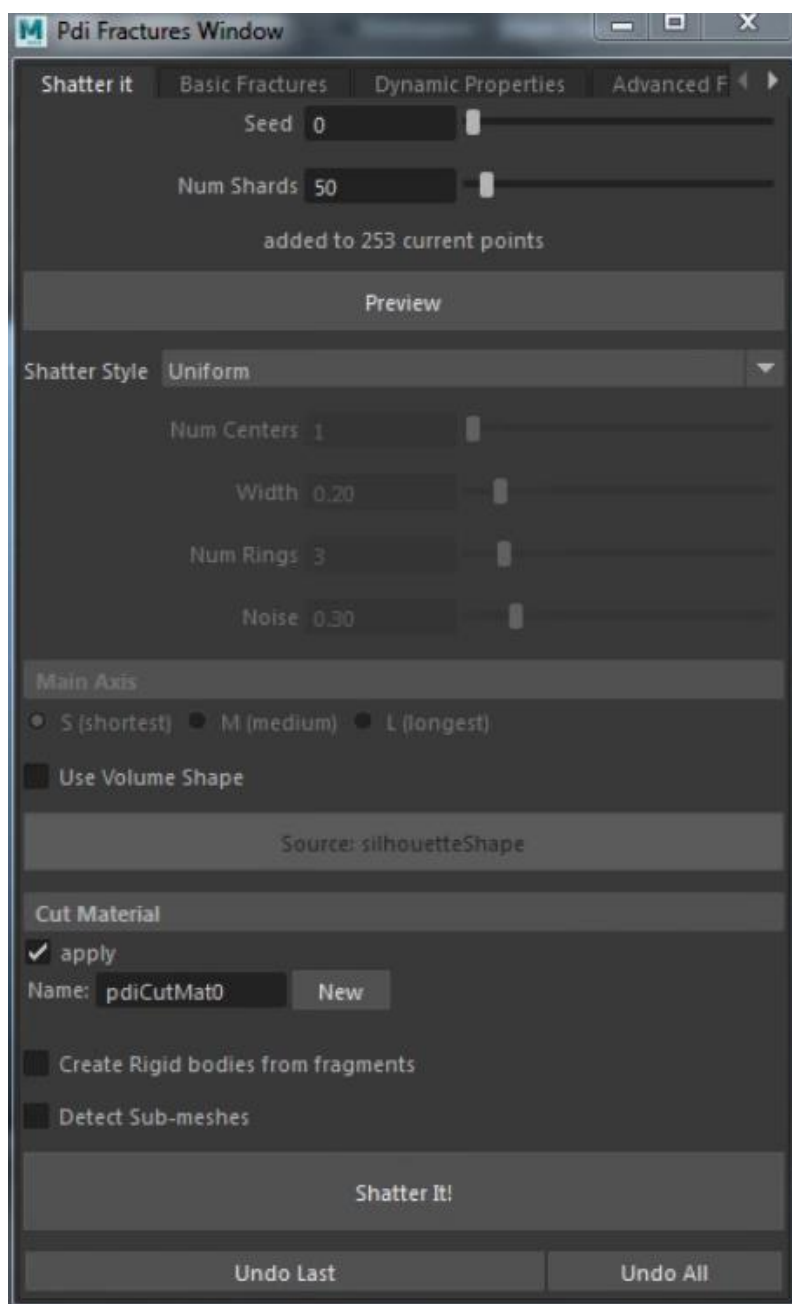 M Pdi Fractures Window
Shatter it Basic Fractures Dynamic Properties Advanced F
Seed 0
Num Shards 50
added to 253 current points
Preview
Shatter Style Uniform
Num Centers 1
Width 0.20
Num Rings 3
Noise 0.30
Main Axis
S (shortest) M (medium) L (longest)
Use Volume Shape
Source: silhouetteShape
Cut Material
apply
Name: pdiCutMat0 New
Create Rigid bodies from fragments
Detect Sub-meshes
Shatter It!
Undo Last Undo All